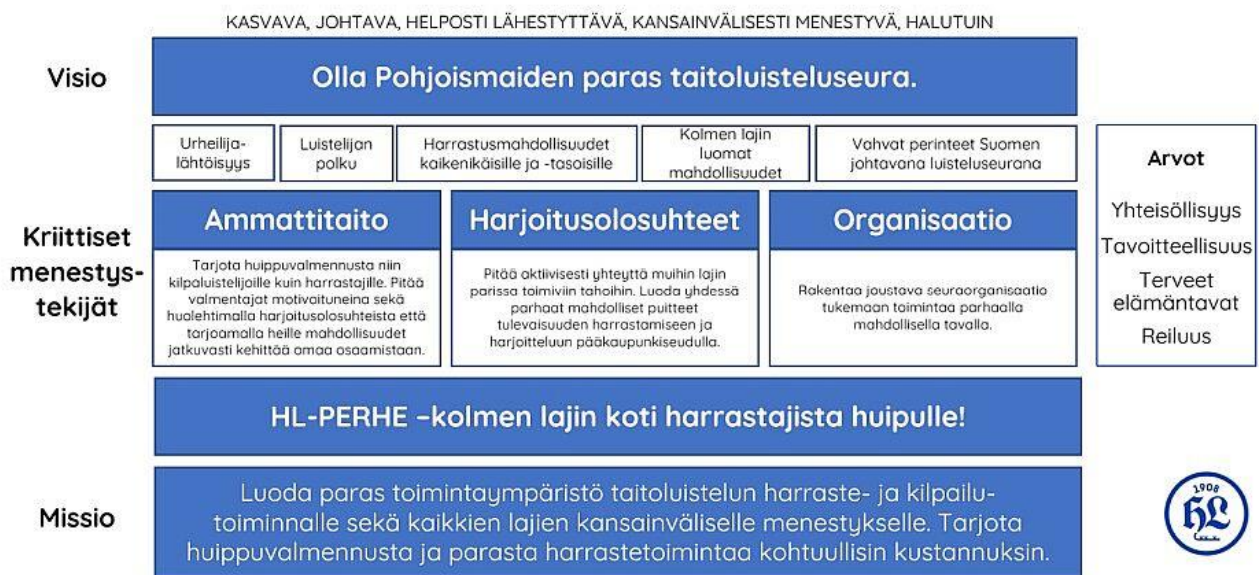 KASVAVA, JOHTAVA, HELPOSTI LÄHESTYTTÄVÄ, KANSAINVÄLISESTI MENESTYVÄ, HALUTUIN
Visio
Olla Pohjoismaiden paras taitoluisteluseura.
Urheilija-
lähtöisyys
Luistelijan
polku
Harrastusmahdollisuudet
kaikenikäisille ja -tasoisille
Kolmen lajin
luomat
mahdollisuudet
Vahvat perinteet Suomen
johtavana luisteluseurana
Kriittiset
menestys-
tekijät
Ammattitaito
Tarjota huippuvalmennusta niin
kilpaluistelijoille kuin harrastajille. Pitää
valmentajat motivaituneina sekä
hualehtimalla harjoitusolosuhteista että
tarjoamalla heille mahdollisuudet
jatkuvasti kehittää omaa osaamistaan.
Harjoitusolosuhteet
Pitää aktiivisesti yhteyttä muihin lajin
parissa toimiviin tahoihin. Luoda yhdessä
parhaat mahdolliset puitteet
tulevaisuuden harrastamiseen ja
harjoitteluun pääkaupunkiseudulla.
Organisaatio
Rakentaa joustava seuraorganisaatio
tukemaan toimintaa parhaalla
mahdollisella tavalla.
Arvot
Yhteisöllisyys
Tavoitteellisuus
Terveet
elämäntavat
Reiluus
HL-PERHE –kolmen lajin koti harrastajista huipulle!
Missio
Luoda paras toimintaympäristö taitoluistelun harraste- ja kilpailu-
toiminnalle sekä kaikkien lajien kansainväliselle menestykselle. Tarjota
huippuvalmennusta ja parasta harrastetoimintaa kohtuullisin kustannuksin.
1908
HL